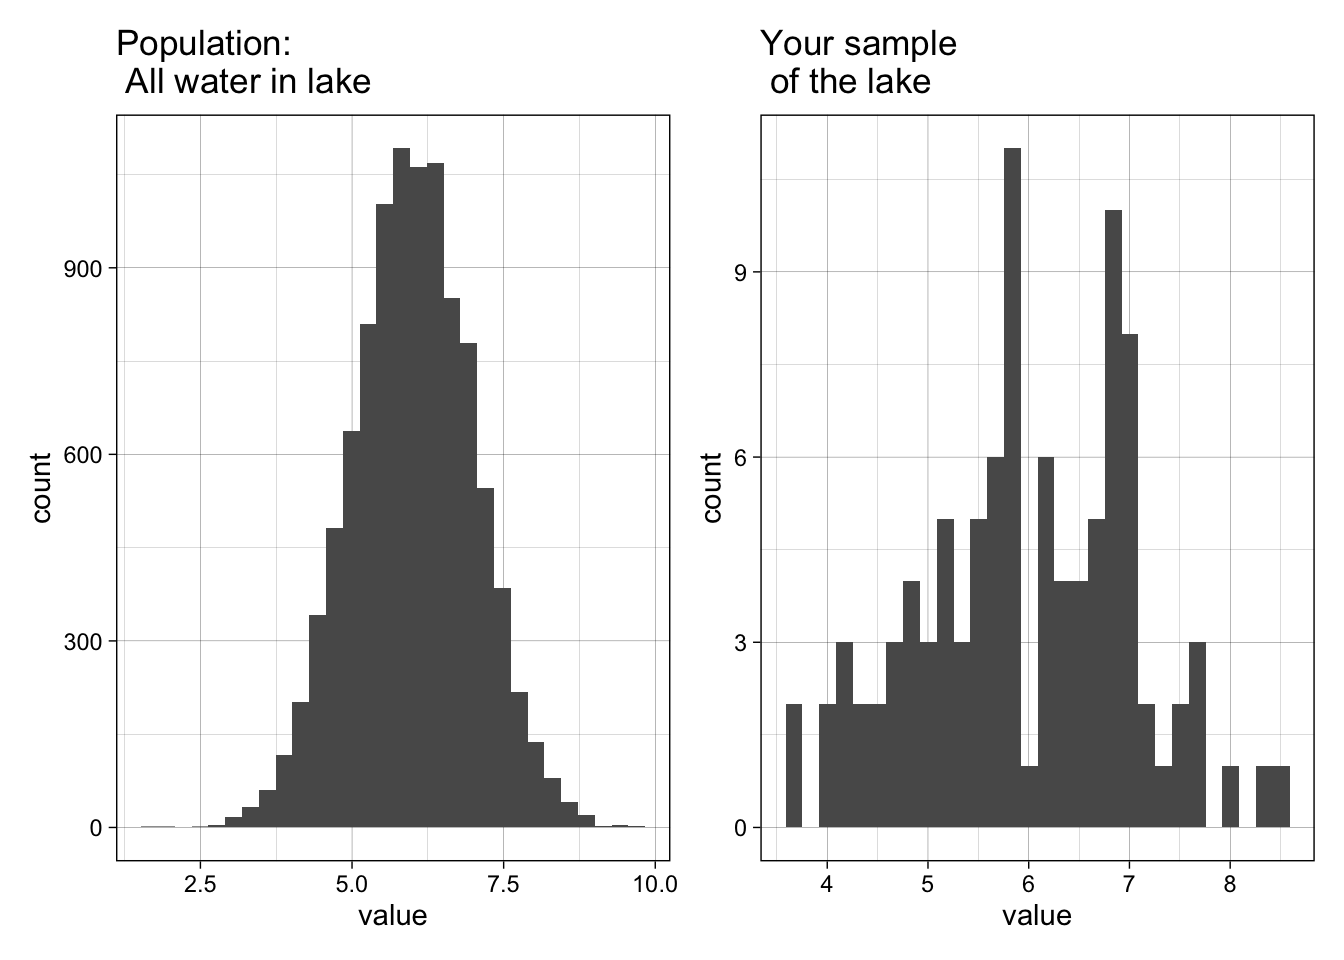 Population:
All water in lake
count
900
600
300
0
2.5 5.0 7.5 10.0
value
Your sample
of the lake
count
9
6
3
0
4 5 6 7 8
value